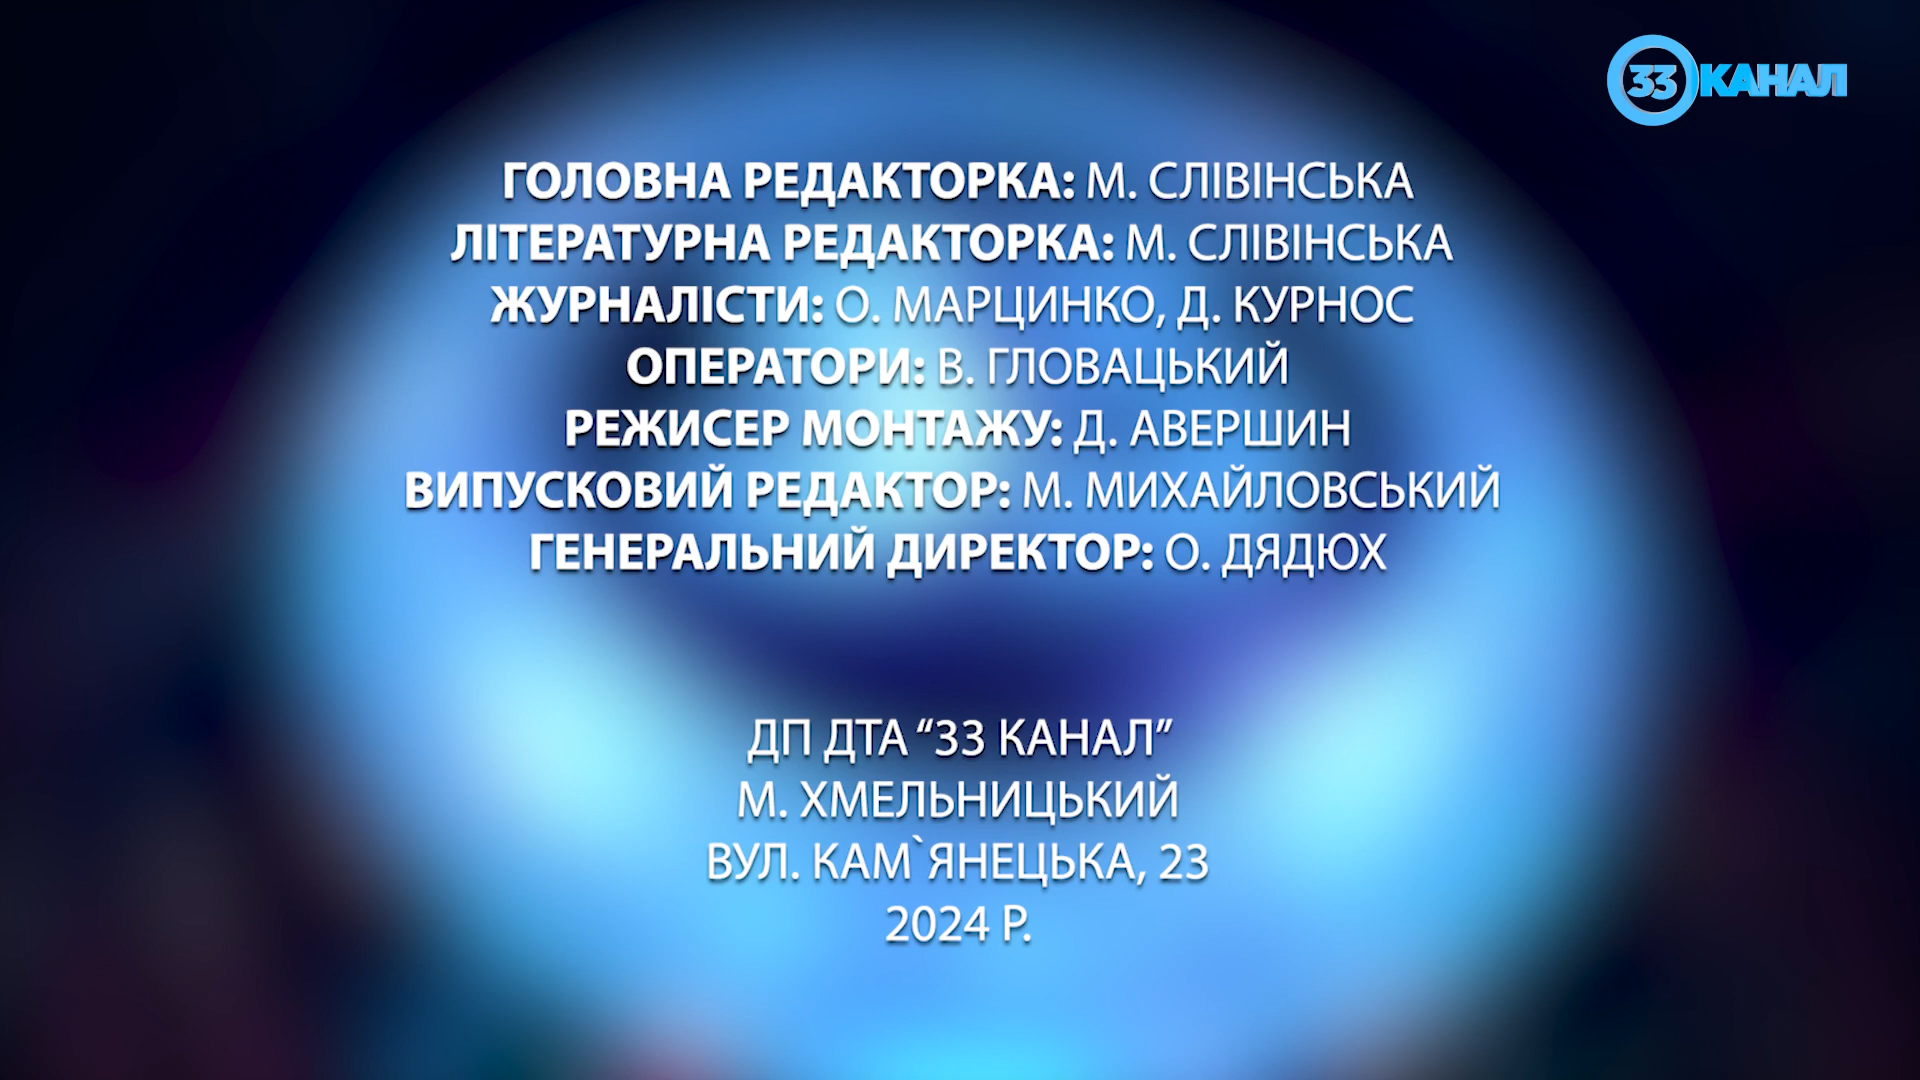 33 КАНАЛ
ГОЛОВНА РЕДАКТОРКА: М. СЛІВІНСЬКА
ЛІТЕРАТУРНА РЕДАКТОРКА: М. СЛІВІНСЬКА
ЖУРНАЛІСТИ: О. МАРЦИНКО, Д. КУРНОС
ОПЕРАТОРИ: В. ГЛОВАЦЬКИЙ
РЕЖИСЕР МОНТАЖУ: Д. АВЕРШИН
ВИПУСКОВИЙ РЕДАКТОР: М. МИХАЙЛОВСЬКИЙ
ГЕНЕРАЛЬНИЙ ДИРЕКТОР: О. ДЯДЮХ
ДП ДТА “33 КАНАЛ”
М. ХМЕЛЬНИЦЬКИЙ
ВУЛ. КАМ`ЯНЕЦЬКА, 23
2024 Р.